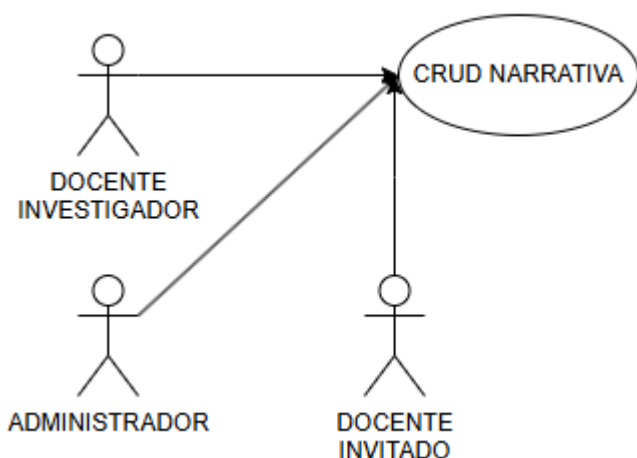 CRUD NARRATIVA
DOCENTE
INVESTIGADOR
ADMINISTRADOR
DOCENTE
INVITADO